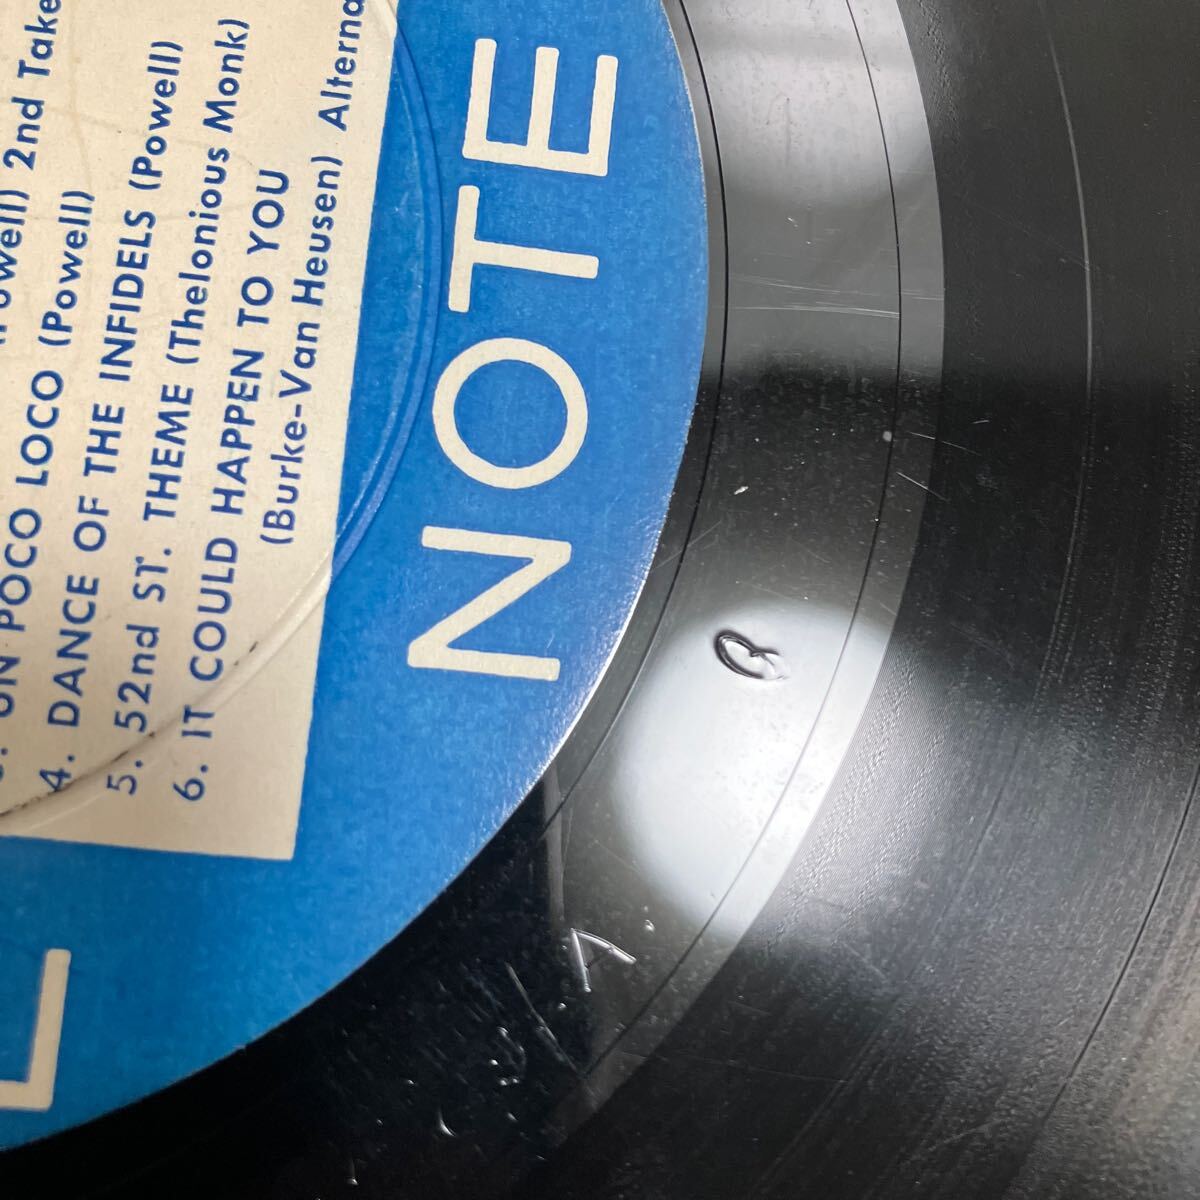 2nd Take
UN POCO LOCO (Powell)
4. DANCE OF THE INFIDELS (Powell)
5. 52nd ST. THEME (Thelonious Monk)
6. IT COULD HAPPEN TO YOU
(Burke-Van Heusen) Alterna
NOTE
A